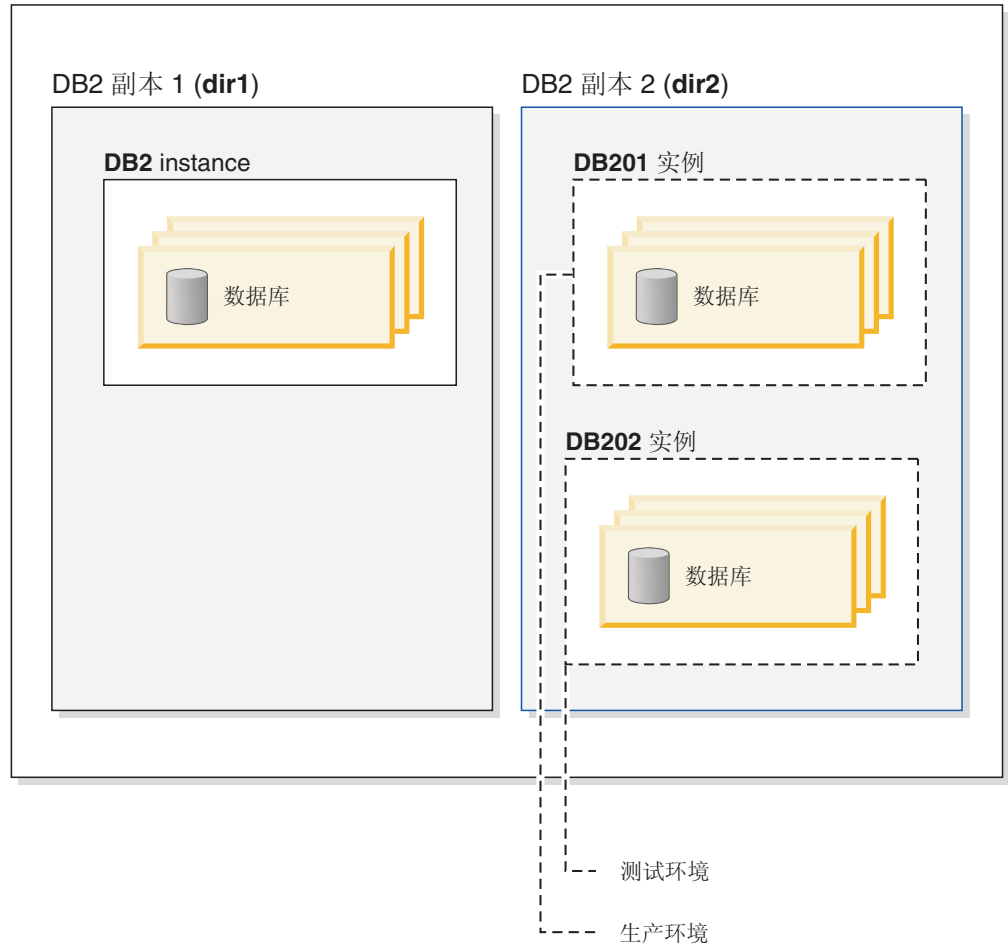 DB2 副本 1 (dir1)
DB2 instance
数据库
DB2 副本 2 (dir2)
DB201 实例
数据库
DB202 实例
数据库
测试环境
生产环境